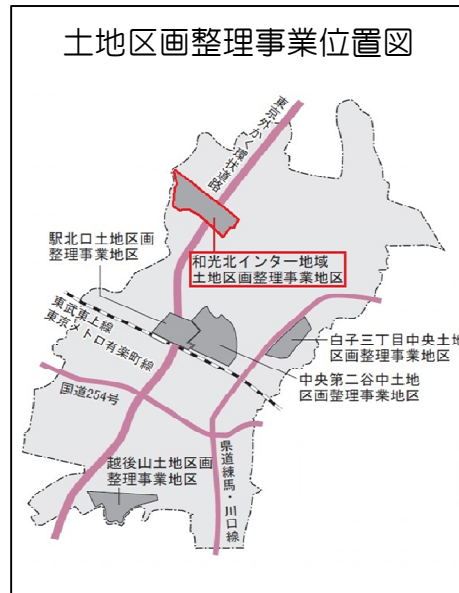 土地区画整理事業位置図
東京外かく環状道路
駅北口土地区画
整理事業地区
和光北インター地域
土地区画整理事業地区
東武東上線
東京メトロ有楽町線
白子三丁目中央土地
区画整理事業地区
中央第二谷中土地
区画整理事業地区
国道254号
越後山土地区画
整理事業地区
県道練馬・川口線